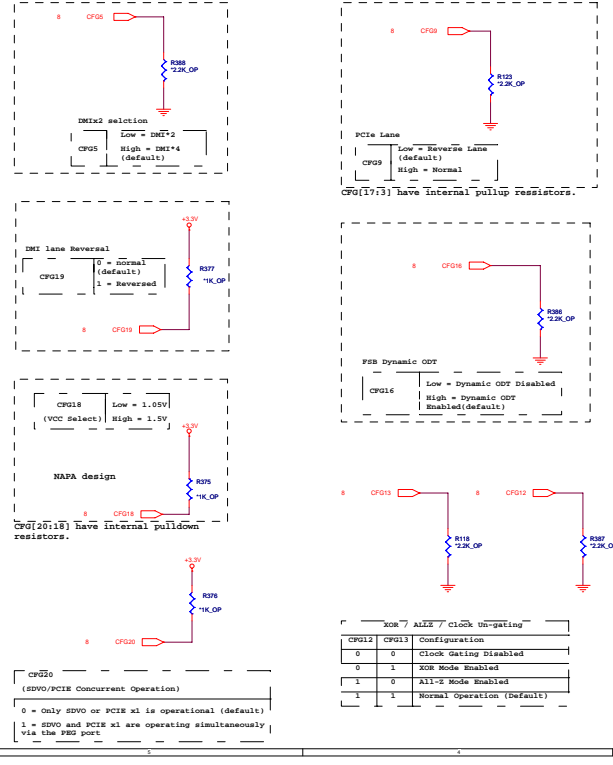 8 CFG5
R388
*2.2K_OP
DMIx2 selction
CFG5
Low = DMI*2
High = DMI*4
(default)
8 CFG9
R123
*2.2K_OP
PCIe Lane
CFG9
Low = Reverse Lane
(default)
High = Normal
CFG[17:3] have internal pullup ressistors.
+3.3V
DMI lane Reversal
CFG19
0 = normal
(default)
1 = Reversed
R377
*1K_OP
8 CFG19
8 CFG16
R386
*2.2K_OP
FSB Dynamic ODT
CFG16
Low = Dynamic ODT Disabled
High = Dynamic ODT
Enabled(default)
CFG18
(VCC Select)
Low = 1.05V
High = 1.5V
+3.3V
NAPA design
R375
*1K_OP
8 CFG18
CFG[20:18] have internal pulldown
resistors.
8 CFG13
R118
*2.2K_OP
8 CFG12
R387
*2.2K_O
+3.3V
R376
*1K_OP
8 CFG20
CFG20
(SDVO/PCIE Concurrent Operation)
0 = Only SDVO or PCIE x1 is operational (default)
1 = SDVO and PCIE x1 are operating simultaneously
via the PEG port
XOR / ALLZ / Clock Un-gating
CFG12 CFG13 Configuration
0 0 Clock Gating Disabled
0 1 XOR Mode Enabled
1 0 All-Z Mode Enabled
1 1 Normal Operation (Default)
5 4